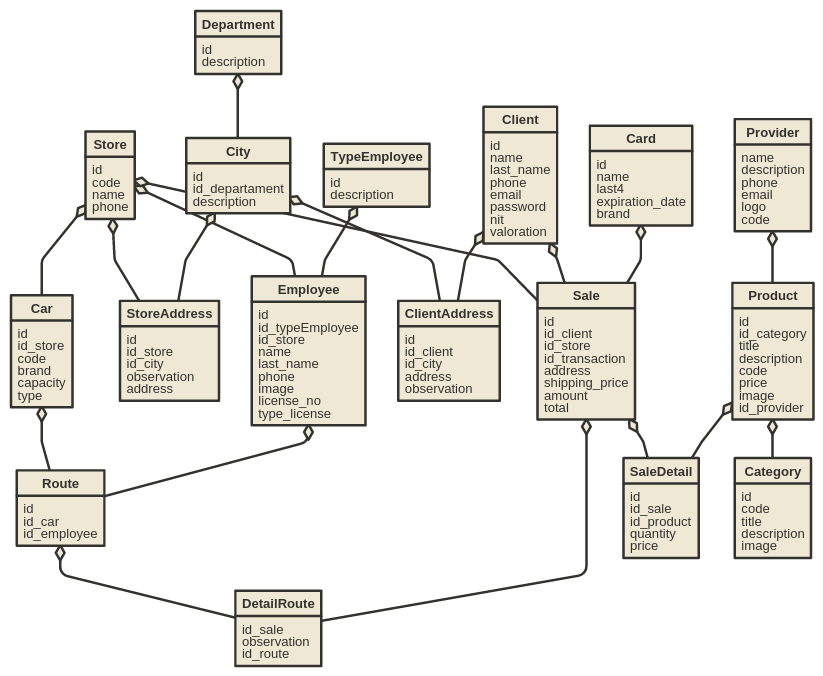 Department
id
description
Store
id
code
name
phone
City
id
id_departament
description
TypeEmployee
id
description
Client
id
name
last_name
phone
email
password
nit
valoration
Card
id
name
last4
expiration_date
brand
Provider
name
description
phone
email
logo
code
Car
id
id_store
code
brand
capacity
type
StoreAddress
id
id_store
id_city
observation
address
Employee
id
id_typeEmployee
id_store
name
last_name
phone
image
license_no
type_license
ClientAddress
id
id_client
id_city
address
observation
Sale
id
id_client
id_store
id_transaction
address
shipping_price
amount
total
Product
id
id_category
title
description
code
price
image
id_provider
Route
id
id_car
id_employee
SaleDetail
id
id_sale
id_product
quantity
price
Category
id
code
title
description
image
DetailRoute
id_sale
observation
id_route